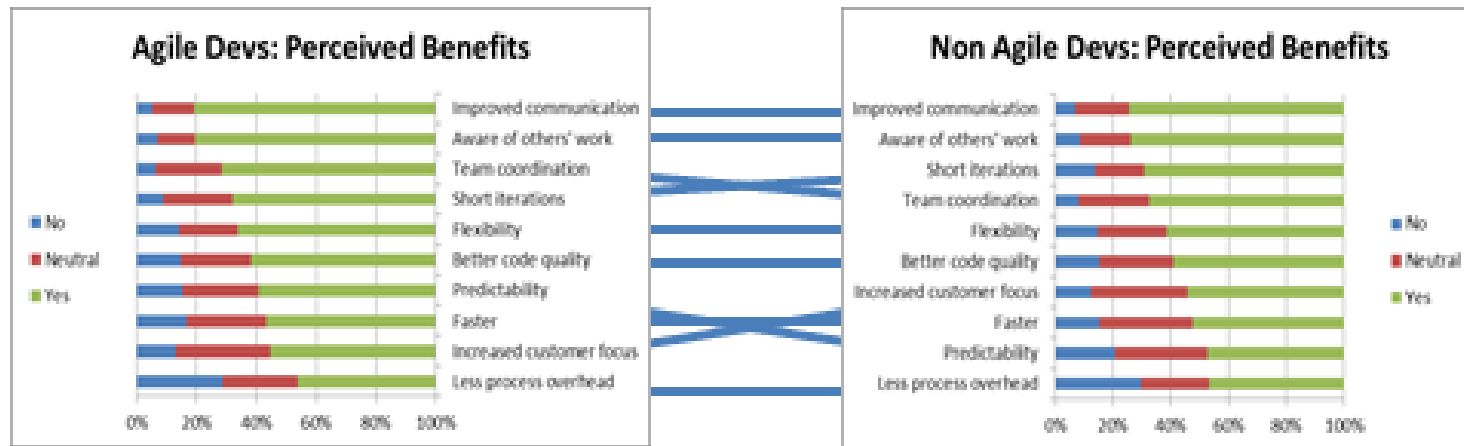 Agile Devs: Perceived Benefits
Improved communication
Aware of others' work
Team coordination
Short iterations
Flexibility
Better code quality
Predictability
Faster
Increased customer focus
Less process overhead
No
Neutral
Yes
0% 20% 40% 60% 80% 100%
Non Agile Devs: Perceived Benefits
Improved communication
Aware of others' work
Short iterations
Team coordination
Flexibility
Better code quality
Increased customer focus
Faster
Predictability
Less process overhead
No
Neutral
Yes
0% 20% 40% 60% 80% 100%